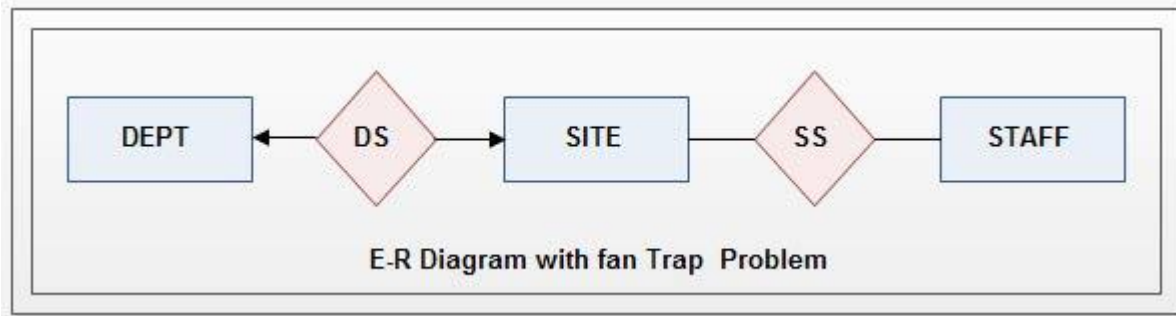 DEPT DS SITE SS STAFF
E-R Diagram with fan Trap Problem